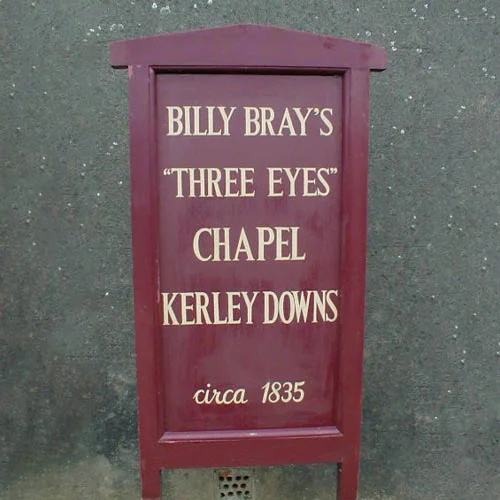 BILLY BRAY'S
"THREE EYES"
CHAPEL
KERLEY DOWNS
circa 1835